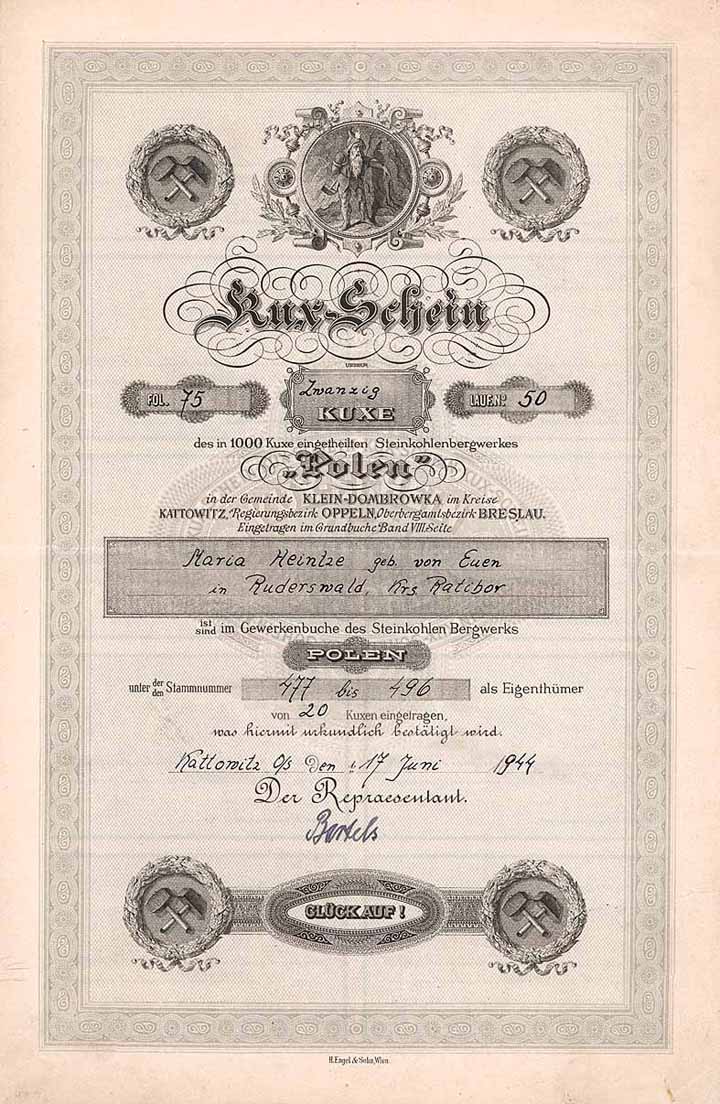 Kux-Schein
ÜBER
FOL. 75
Zwanzig
KUXE
LAUF.No 50
des in 1000 Kuxe eingetheilten Steinkohlenbergwerkes
„Polen“
in der Gemeinde KLEIN-DOMBROWKA im Kreise
KATTOWITZ, Regierungsbezirk OPPELN, Oberbergamtsbezirk BRESLAU.
Eingetragen im Grundbuche Band VIII. Seite
Maria Heintze geb. von Euen
in Ruderswald, Krs Ratibor
ist
sind im Gewerkenbuche des Steinkohlen Bergwerks
POLEN
unter der
den Stammnummer 477 bis 496 als Eigenthümer
von 20 Kuxen eingetragen,
was hiermit urkundlich bestätigt wird.
Kattowitz O/S Den 17 Juni 1944
Der Repraesentant.
Bertels
GLÜCK AUF!
H. Engel & Sohn, Wien.